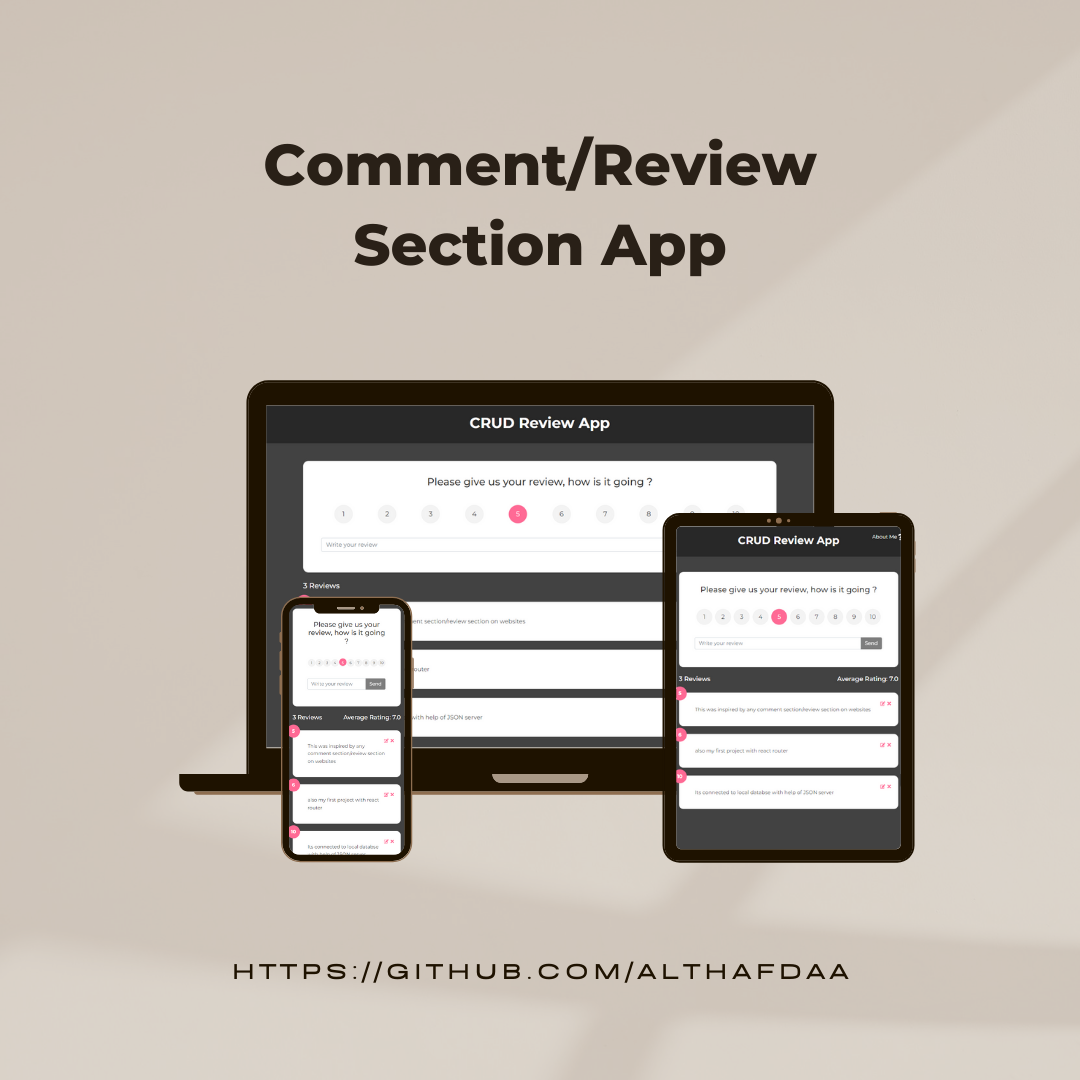 Comment/Review
Section App
CRUD Review App
Please give us your review, how is it going ?
1 2 3 4 5 6 7 8
Write your review
3 Reviews
ment section/review section on websites
outer
with help of JSON server
Please give us your
review, how is it going
?
1 2 3 4 5 6 7 8 9 10
Write your review Send
3 Reviews Average Rating: 7.0
5
This was inspired by any
comment section/review section
on websites
6
also my first project with react
router
10
Its connected to local databse
with help of JSON server
CRUD Review App
About Me
Please give us your review, how is it going ?
1 2 3 4 5 6 7 8 9 10
Write your review Send
3 Reviews Average Rating: 7.0
5
This was inspired by any comment section/review section on websites
6
also my first project with react router
10
Its connected to local databse with help of JSON server
HTTPS://GITHUB.COM/ALTHAFDAA